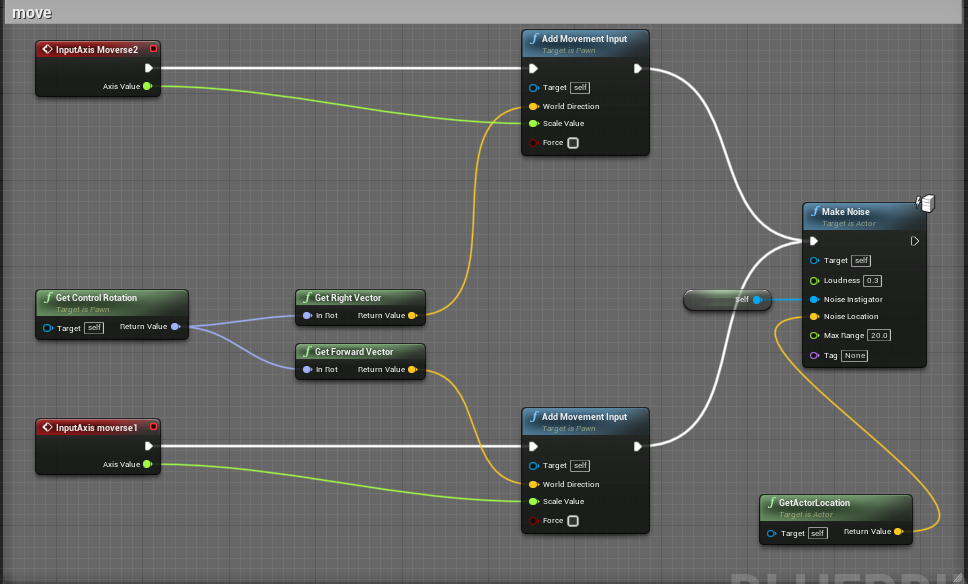 move
InputAxis Moverse2
Axis Value
Add Movement Input
Target is Pawn
Target self
World Direction
Scale Value
Force
Make Noise
Target is Actor
Target self
Loudness 0.3
Noise Instigator
Noise Location
Max Range 20.0
Tag None
Self
Get Control Rotation
Target is Pawn
Target self Return Value
Get Right Vector
In Rot Return Value
Get Forward Vector
In Rot Return Value
InputAxis moverse1
Axis Value
Add Movement Input
Target is Pawn
Target self
World Direction
Scale Value
Force
GetActorLocation
Target is Actor
Target self Return Value